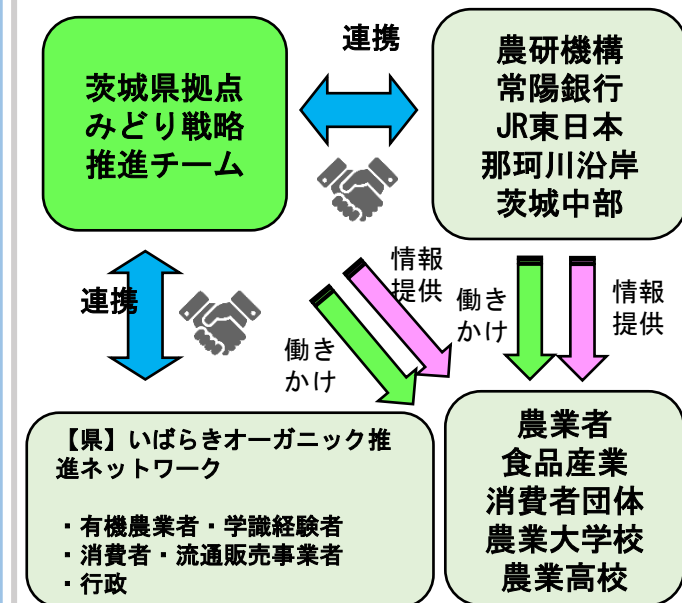 茨城県拠点
みどり戦略
推進チーム
連携
農研機構
常陽銀行
JR東日本
那珂川沿岸
茨城中部
連携
情報
提供
働き
かけ
働き
かけ
情報
提供
【県】いばらきオーガニック推
進ネットワーク
・有機農業者・学識経験者
・消費者・流通販売事業者
・行政
農業者
食品産業
消費者団体
農業大学校
農業高校